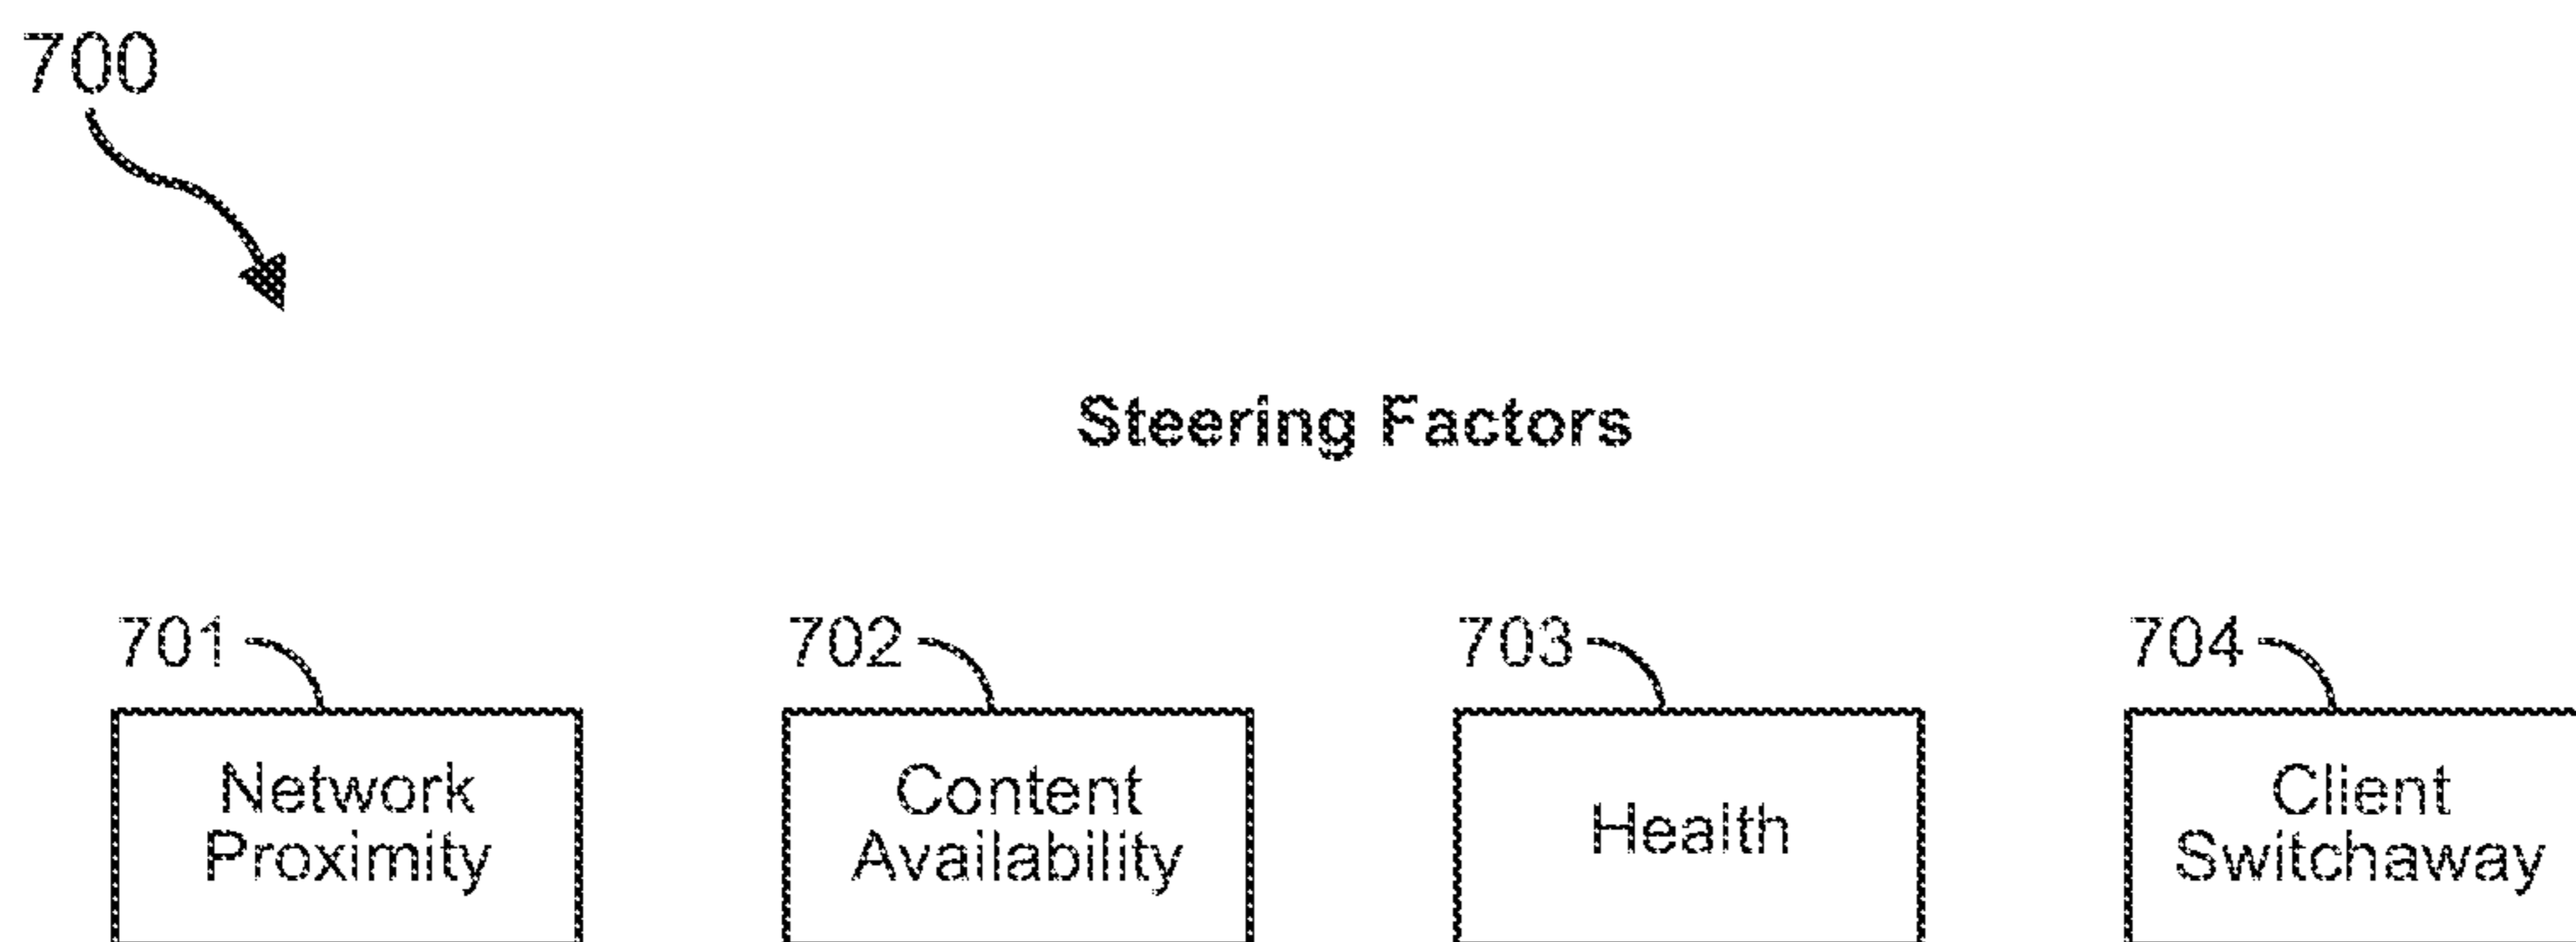 700
Steering Factors
701
702
703
704
Network
Proximity
Content
Availability
Health
Client
Switchaway